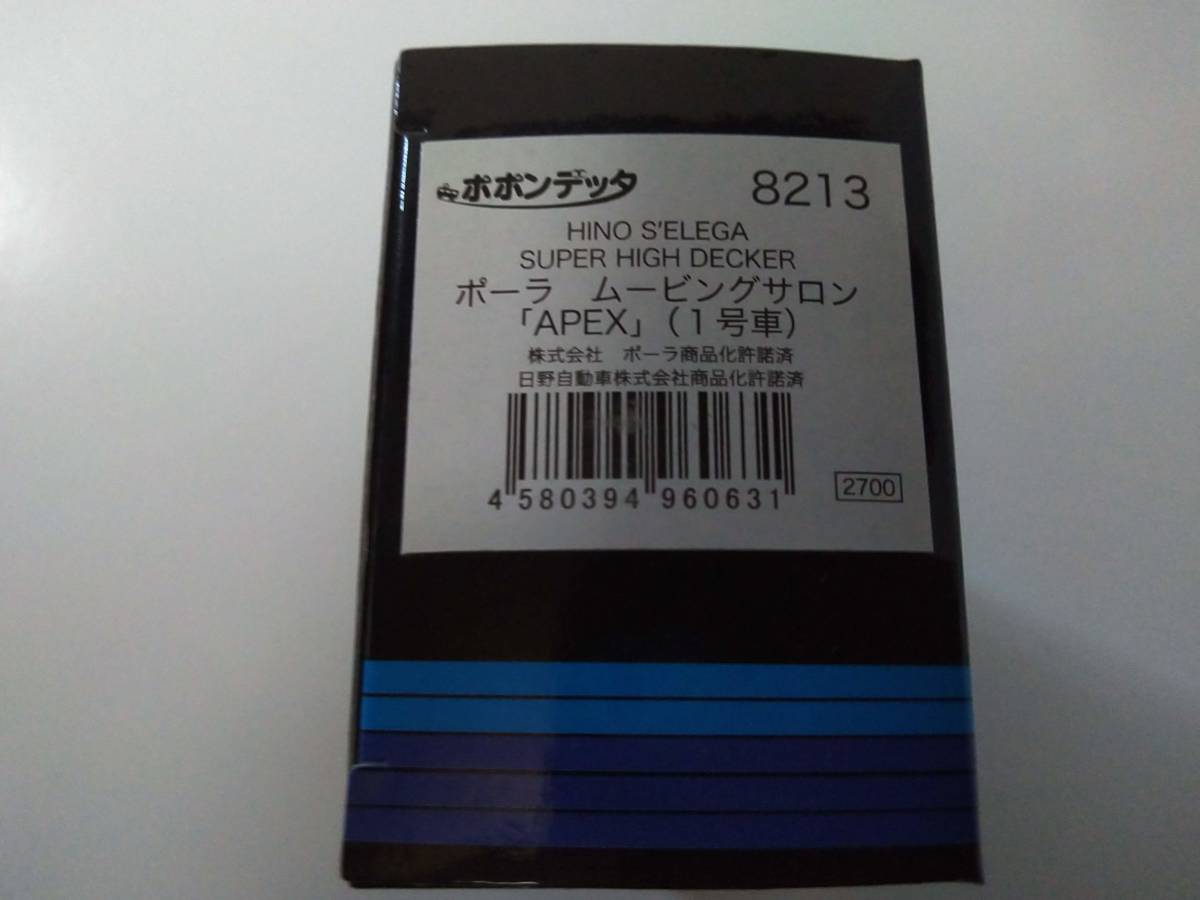 ポポンデッタ 8213
HINO S'ELEGA
SUPER HIGH DECKER
ポーラ　ムービングサロン
「APEX」（１号車）
株式会社　ポーラ商品化許諾済
日野自動車株式会社商品化許諾済
4 580394 960631
2700